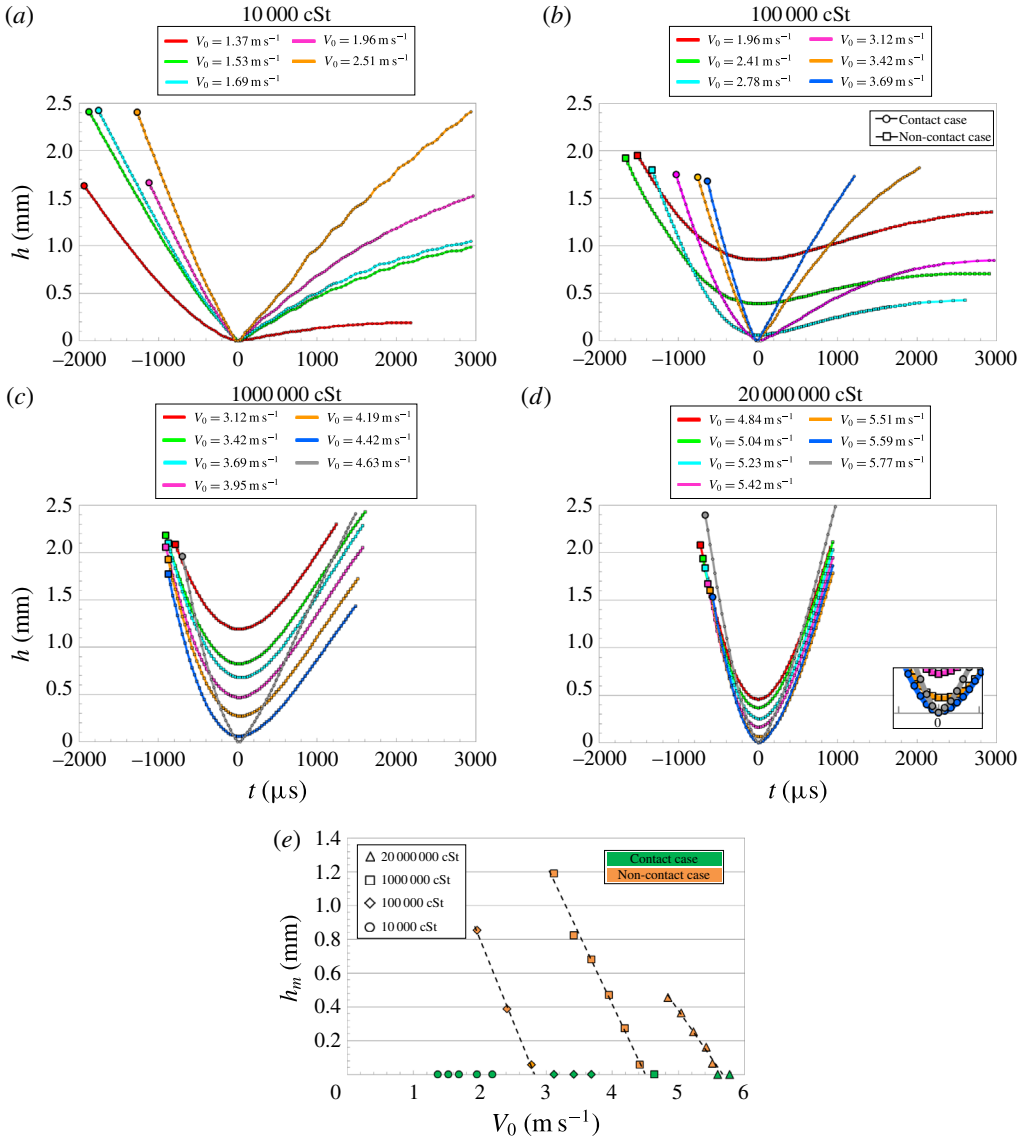 (a)
10 000 cSt
V0 = 1.37 m s−1
V0 = 1.96 m s−1
V0 = 1.53 m s−1
V0 = 2.51 m s−1
V0 = 1.69 m s−1
2.5
2.0
1.5
1.0
0.5
0
h (mm)
−2000
−1000
0
1000
2000
3000
(b)
100 000 cSt
V0 = 1.96 m s−1
V0 = 3.12 m s−1
V0 = 2.41 m s−1
V0 = 3.42 m s−1
V0 = 2.78 m s−1
V0 = 3.69 m s−1
Contact case
Non-contact case
2.5
2.0
1.5
1.0
0.5
0
−2000
−1000
0
1000
2000
3000
(c)
1000 000 cSt
V0 = 3.12 m s−1
V0 = 4.19 m s−1
V0 = 3.42 m s−1
V0 = 4.42 m s−1
V0 = 3.69 m s−1
V0 = 4.63 m s−1
V0 = 3.95 m s−1
2.5
2.0
1.5
1.0
0.5
0
h (mm)
−2000
−1000
0
1000
2000
3000
t (μs)
(d)
20 000 000 cSt
V0 = 4.84 m s−1
V0 = 5.51 m s−1
V0 = 5.04 m s−1
V0 = 5.59 m s−1
V0 = 5.23 m s−1
V0 = 5.77 m s−1
V0 = 5.42 m s−1
2.5
2.0
1.5
1.0
0.5
0
0
−2000
−1000
0
1000
2000
3000
t (μs)
(e)
1.4
1.2
1.0
0.8
0.6
0.4
0.2
hm (mm)
20 000 000 cSt
1000 000 cSt
100 000 cSt
10 000 cSt
Contact case
Non-contact case
0
1
2
3
4
5
6
V0 (m s−1)